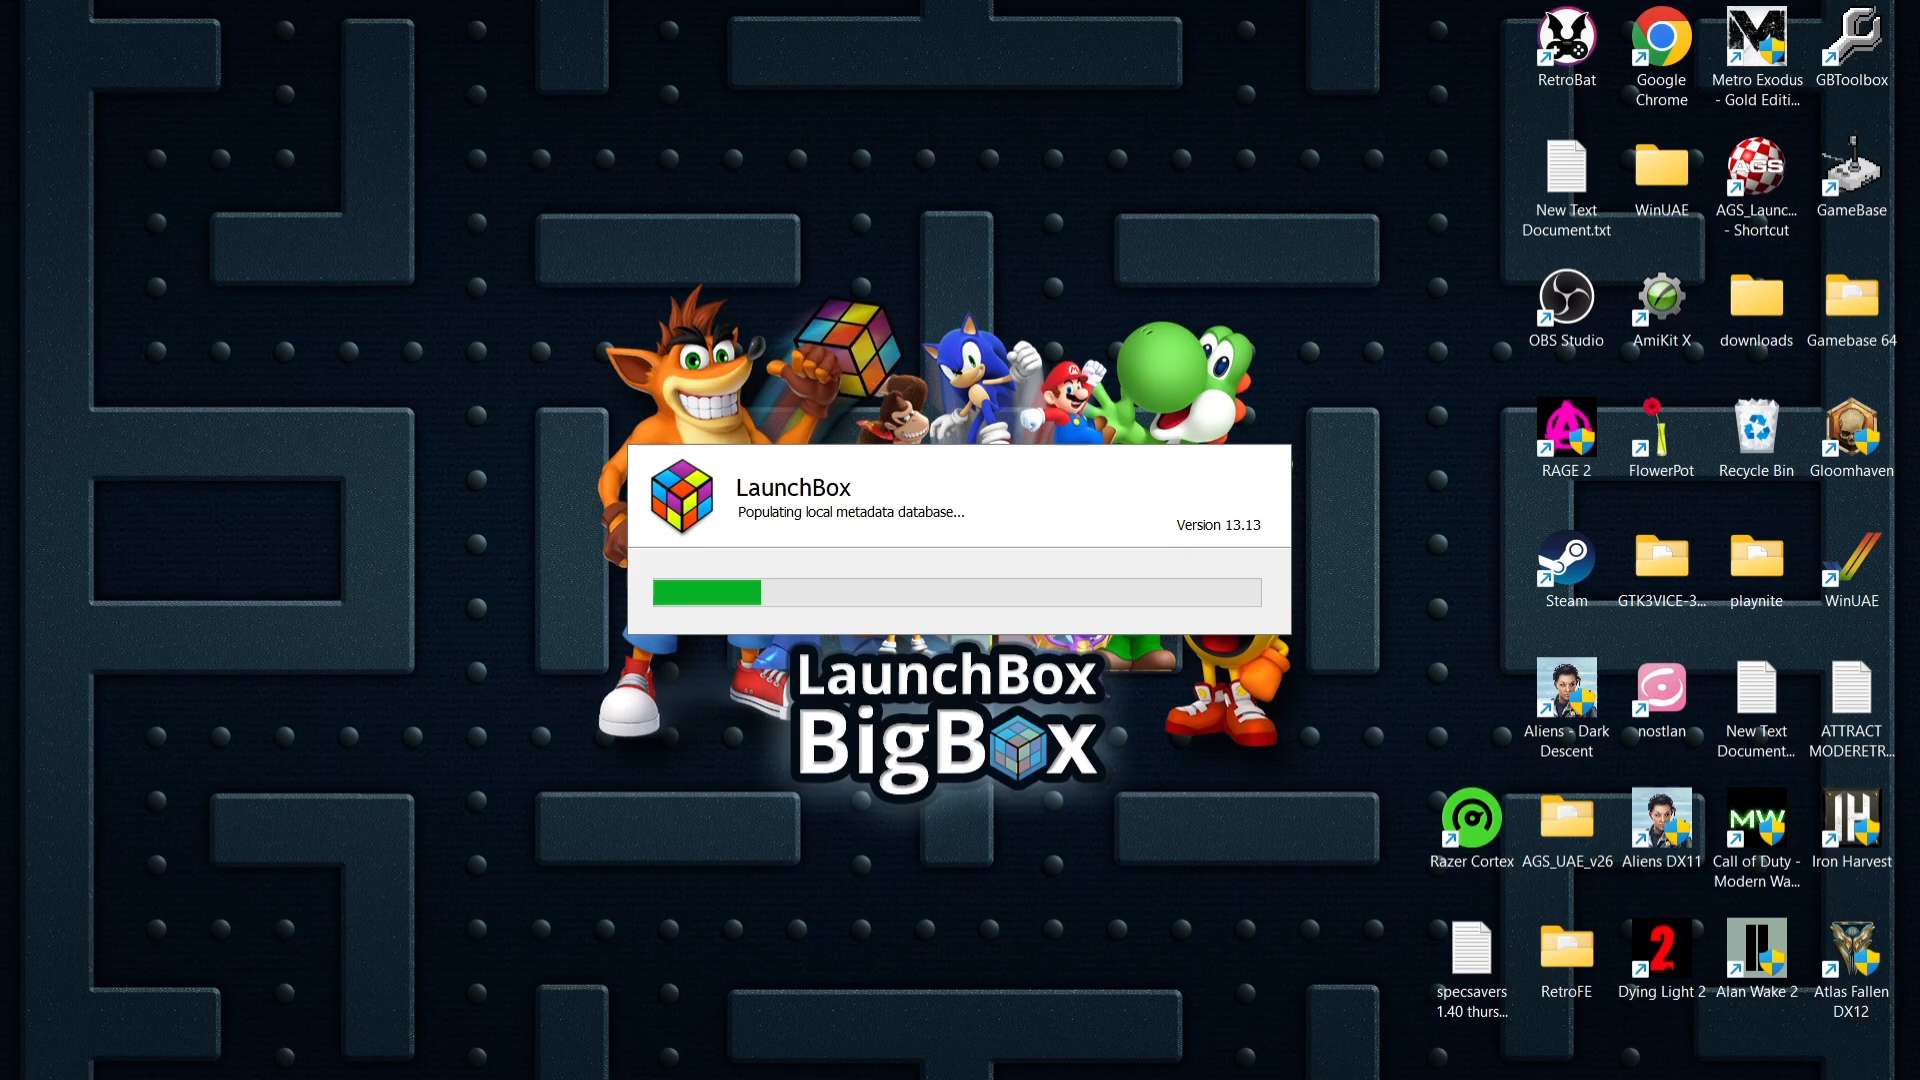 RetroBat
Google
Chrome
Metro Exodus
- Gold Editi...
GBToolbox
New Text
Document.txt
WinUAE
AGS
AGS_Launc...
- Shortcut
GameBase
OBS Studio
AmiKit X
downloads
Gamebase 64
RAGE 2
FlowerPot
Recycle Bin
Gloomhaven
LaunchBox
Populating local metadata database...
Version 13.13
Steam
GTK3VICE-3...
playnite
WinUAE
LaunchBox
BigBox
Aliens - Dark
Descent
nostlan
New Text
Document...
ATTRACT
MODERETR...
Razer Cortex
AGS_UAE_v26
Aliens DX11
MW
Call of Duty -
Modern Wa...
IH
Iron Harvest
specsavers
1.40 thurs...
RetroFE
2
Dying Light 2
Alan Wake 2
Atlas Fallen
DX12